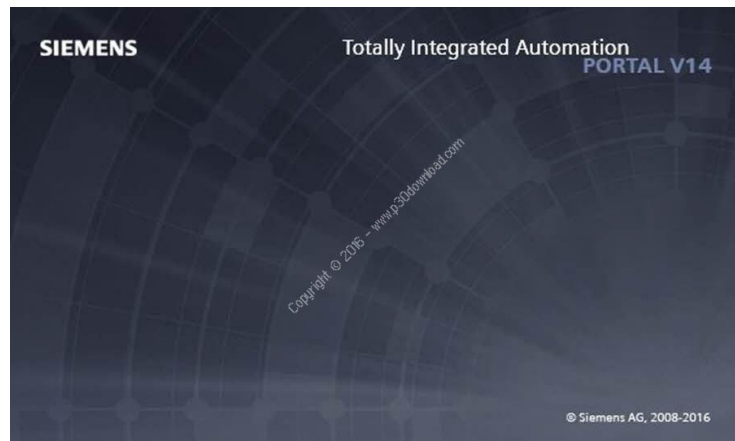 SIEMENS
Totally Integrated Automation
PORTAL V14
Copyright © 2016 - www.p30download.com
© Siemens AG, 2008-2016